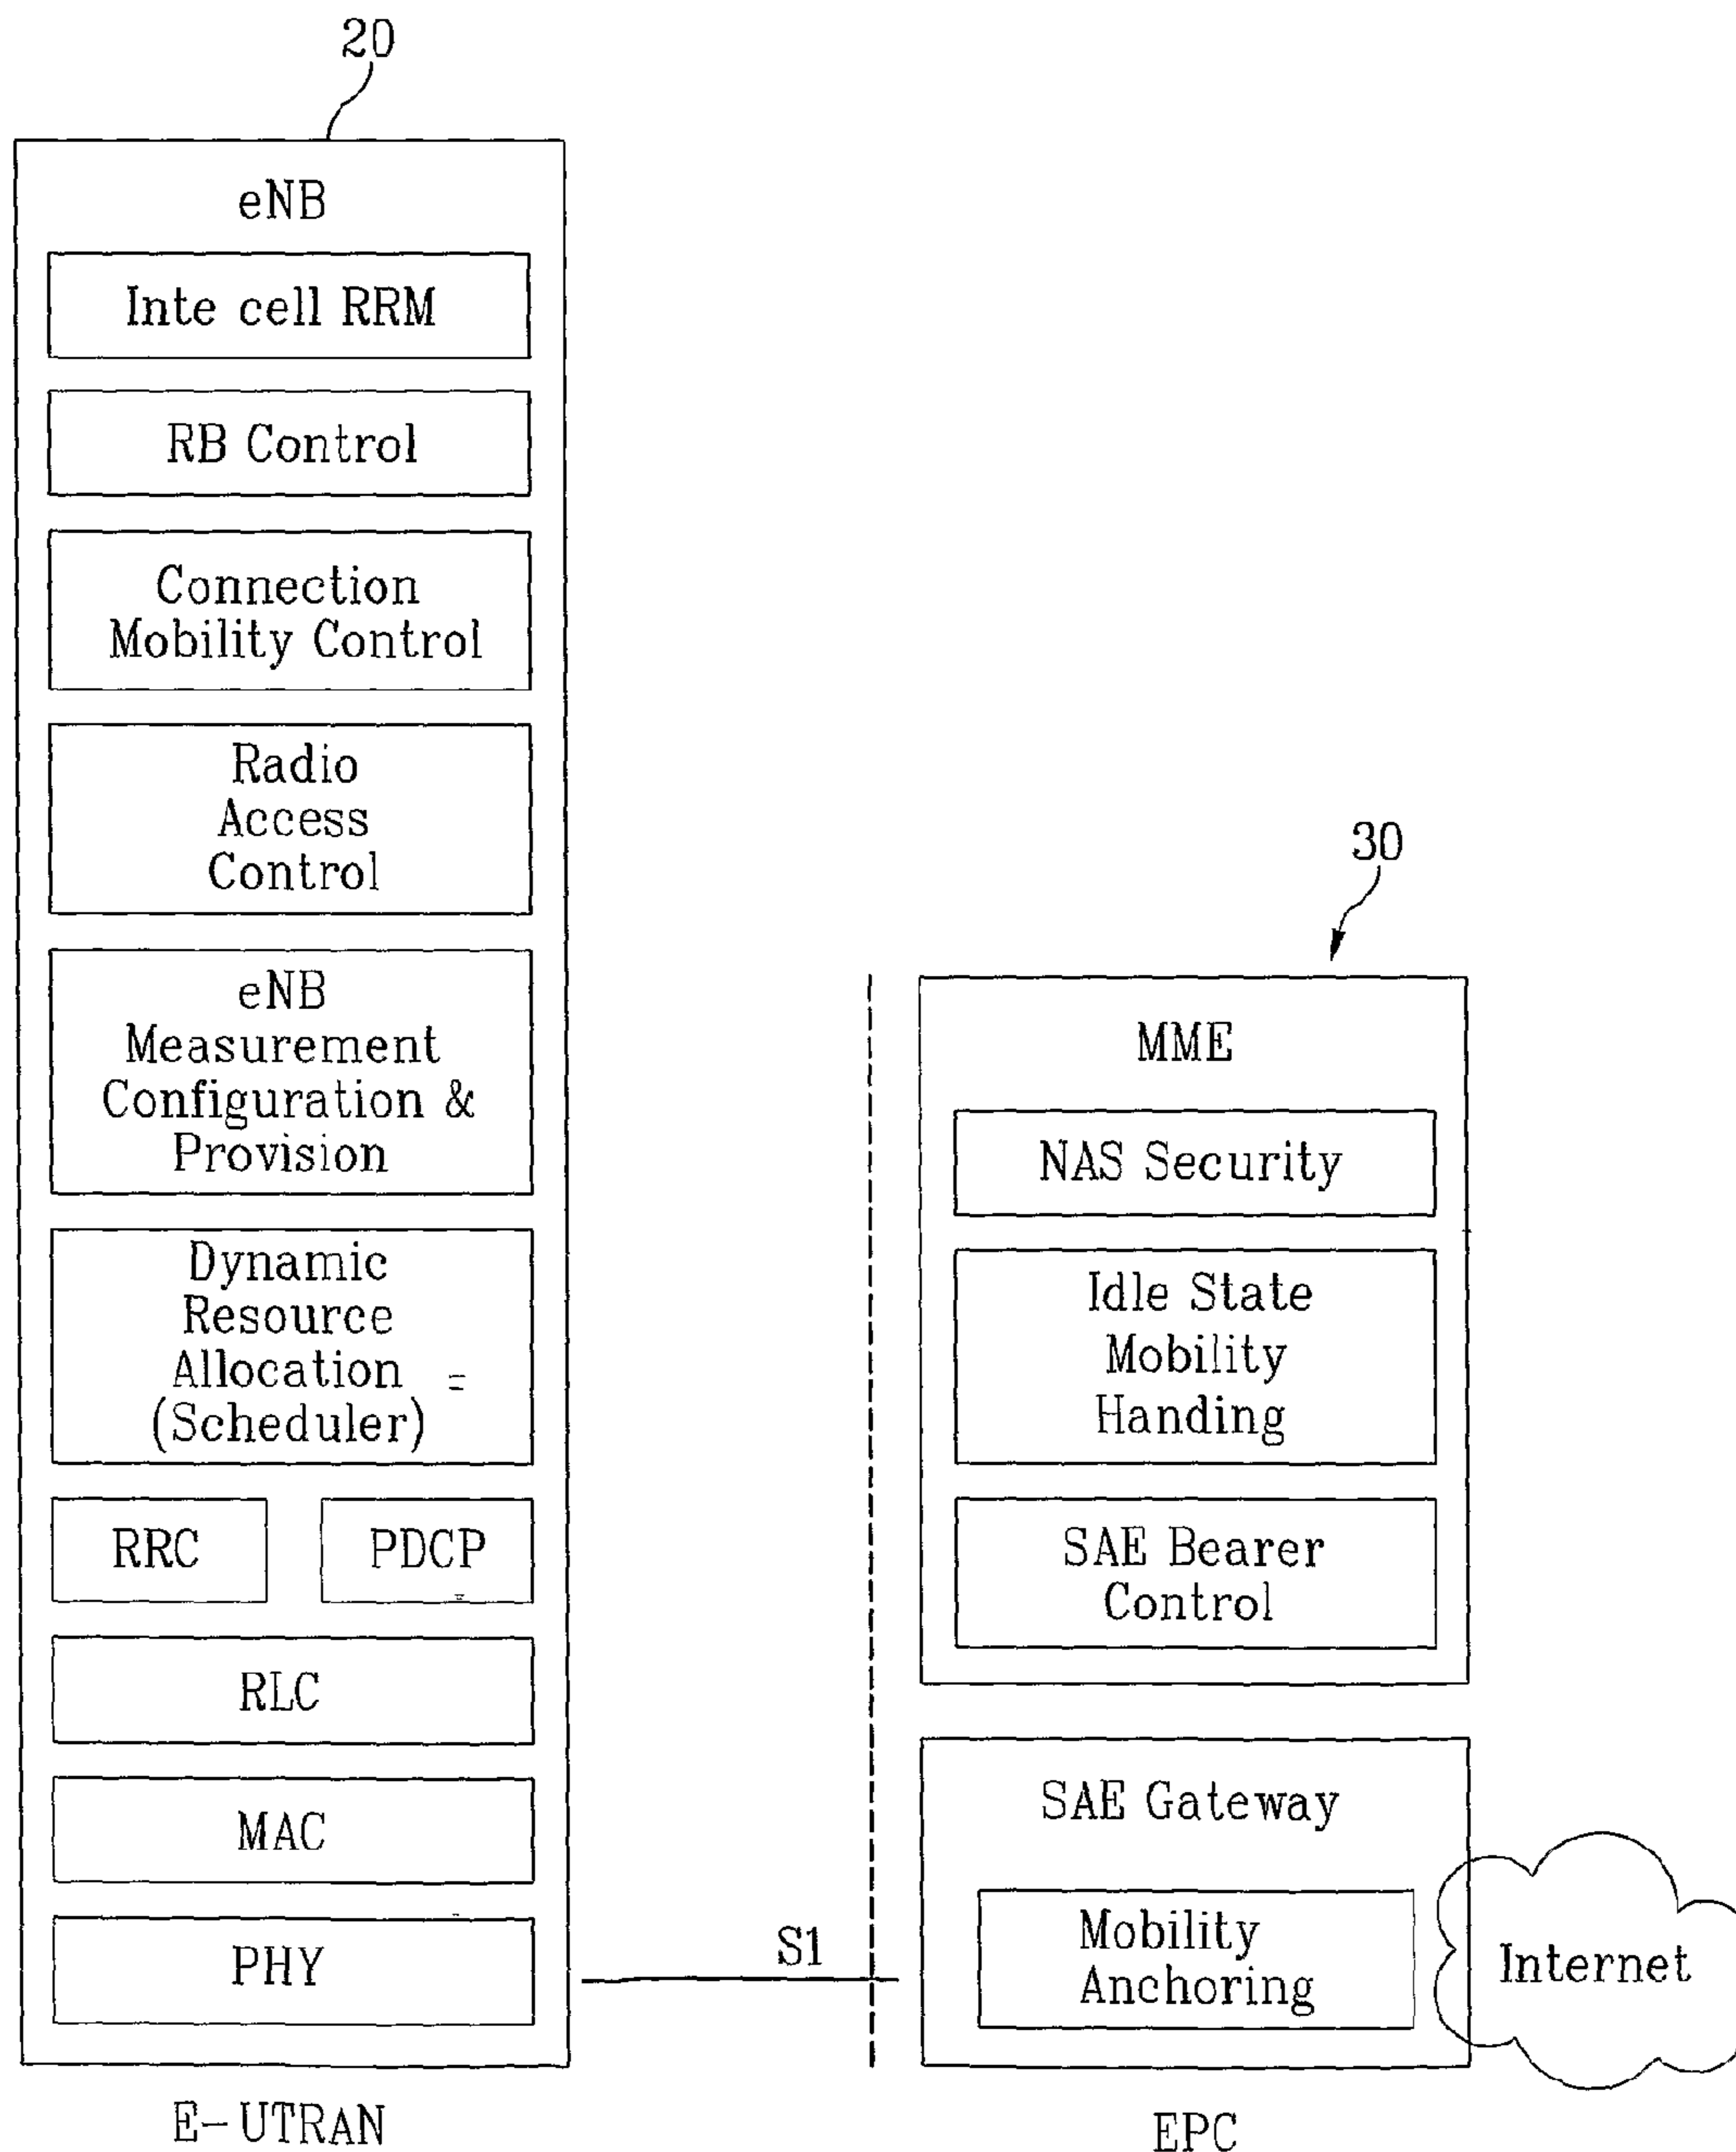 20
eNB
Inte cell RRM
RB Control
Connection
Mobility Control
Radio
Access
Control
eNB
Measurement
Configuration &
Provision
Dynamic
Resource
Allocation
(Scheduler)
RRC
PDCP
RLC
MAC
PHY
E-UTRAN
S1
30
MME
NAS Security
Idle State
Mobility
Handing
SAE Bearer
Control
SAE Gateway
Mobility
Anchoring
Internet
EPC